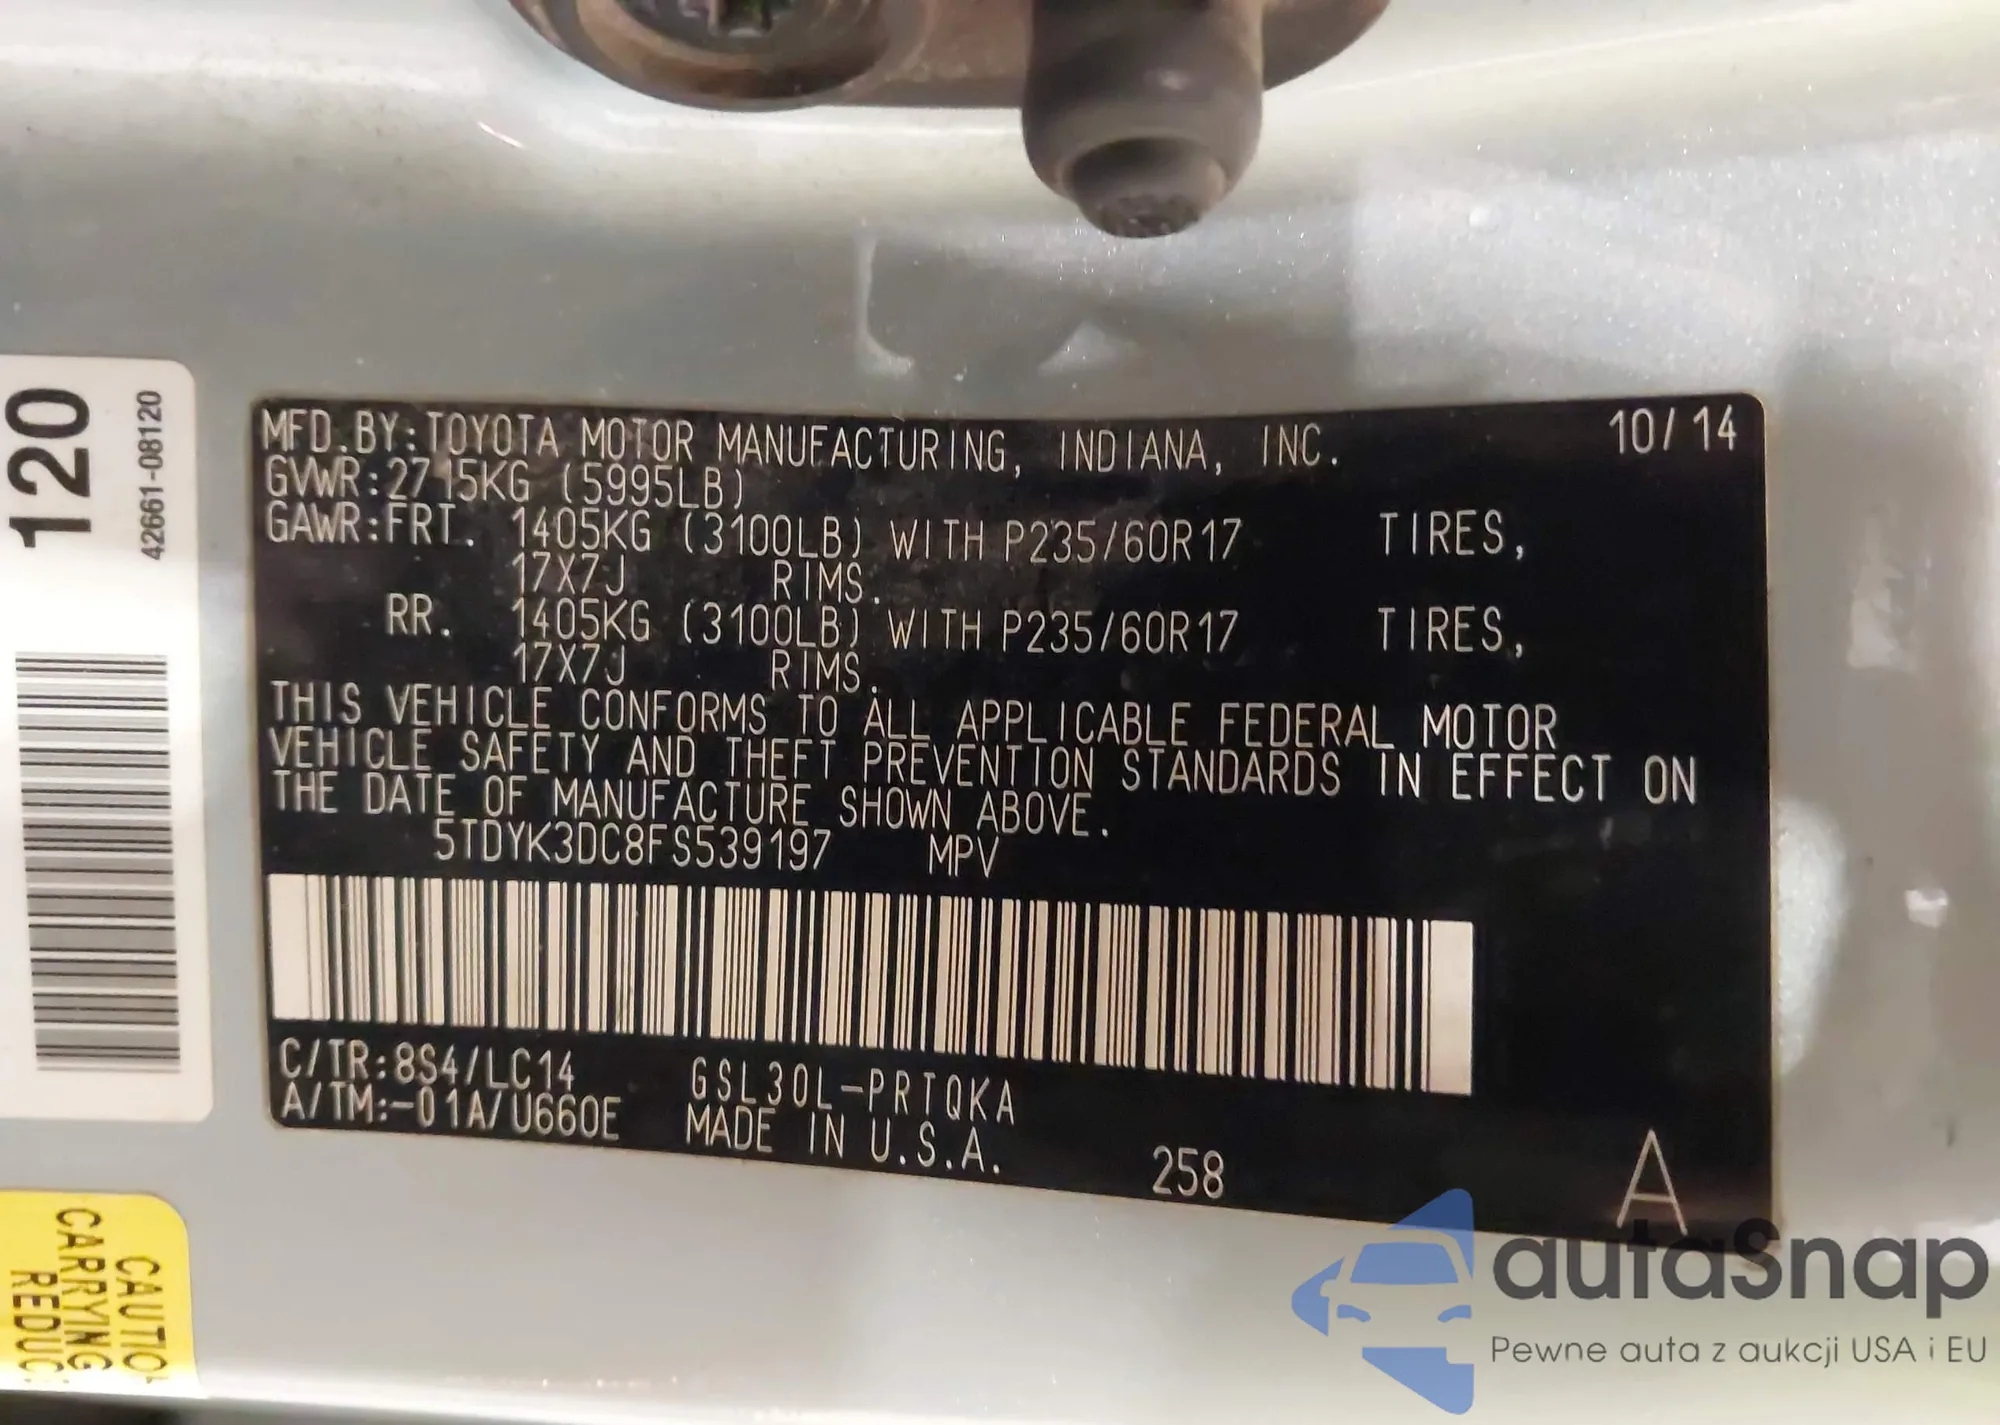 MFD.BY:TOYOTA MOTOR MANUFACTURING, INDIANA, INC. 10/14
GVWR:2715KG (5995LB)
GAWR:FRT. 1405KG (3100LB) WITH P235/60R17 TIRES,
17X7J RIMS.
RR. 1405KG (3100LB) WITH P235/60R17 TIRES,
17X7J RIMS.
THIS VEHICLE CONFORMS TO ALL APPLICABLE FEDERAL MOTOR
VEHICLE SAFETY AND THEFT PREVENTION STANDARDS IN EFFECT ON
THE DATE OF MANUFACTURE SHOWN ABOVE.
5TDYK3DC8FS539197 MPV
C/TR:8S4/LC14 GSL30L-PRTQKA
A/TM:-01A/U660E MADE IN U.S.A.
258
A
120
42661-08120
CAUTIO
CARRYING
REDUC
autaSnap
Pewne auta z aukcji USA i EU